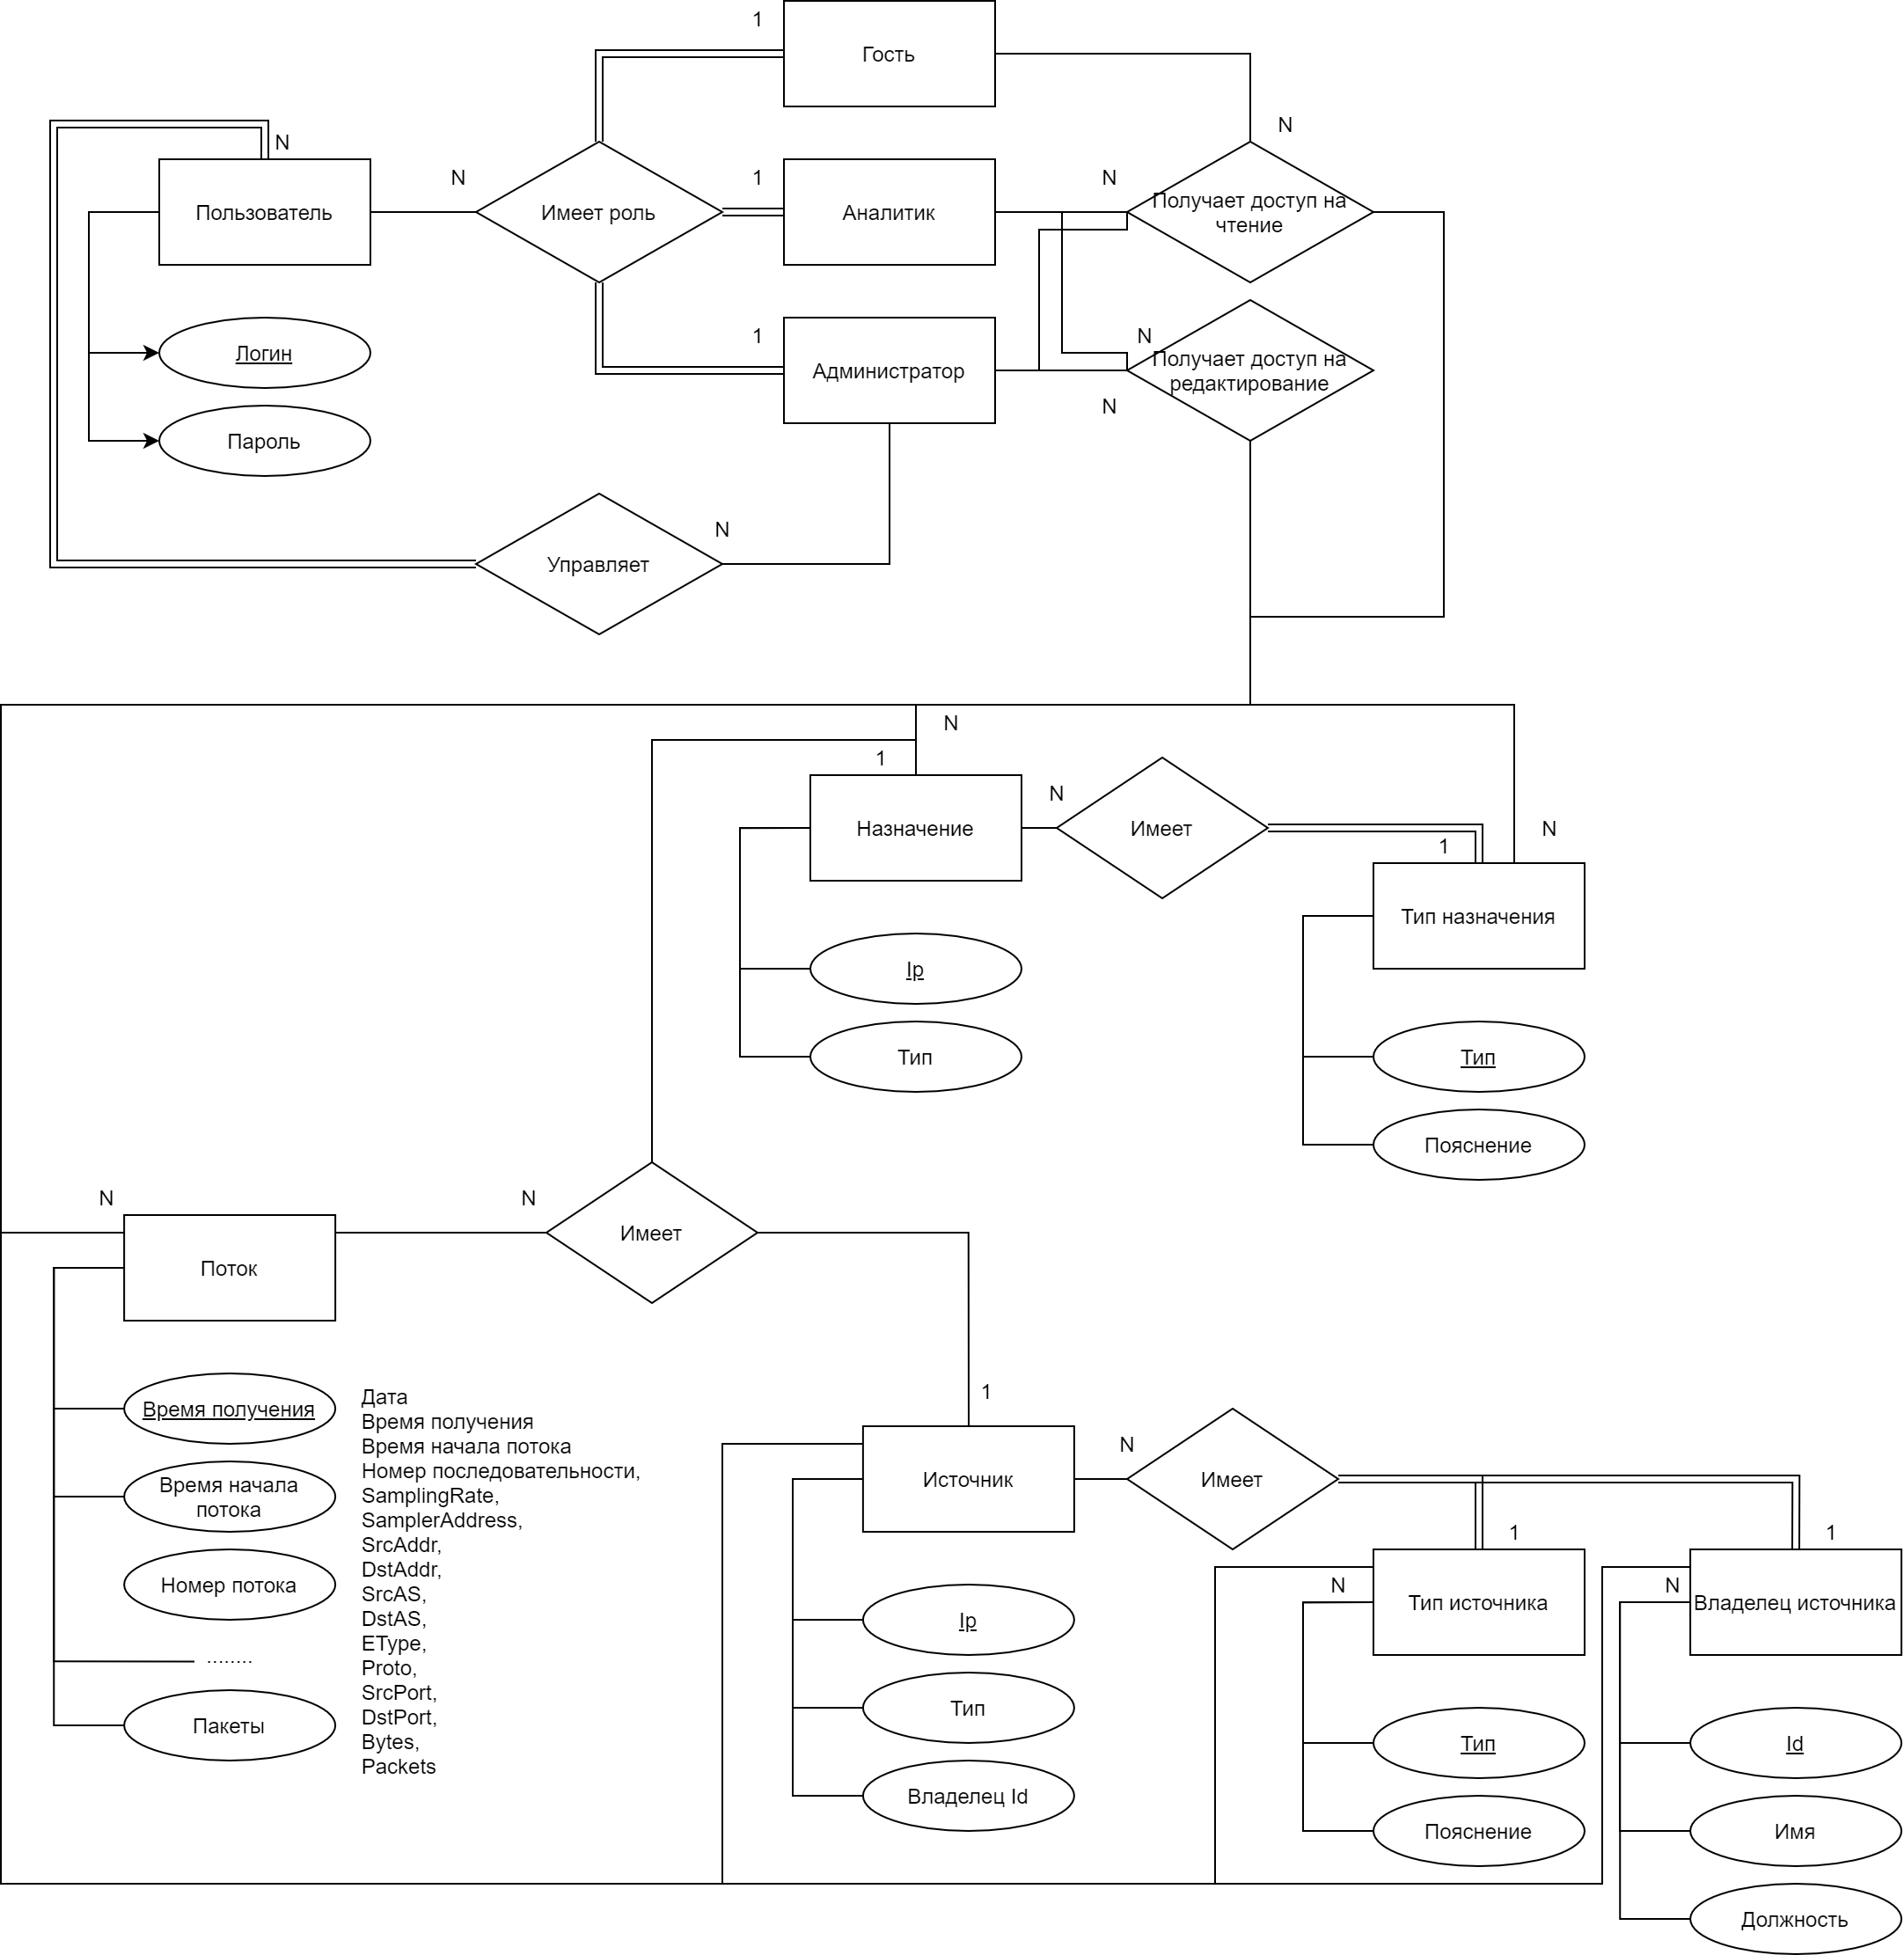 1
Гость
N
N
Пользователь
N
Имеет роль
1
Аналитик
N
Получает доступ на
чтение
Логин
Пароль
1
Администратор
N
Получает доступ на
редактирование
N
Управляет
N
N
1
Назначение
N
Имеет
1
N
Тип назначения
Ip
Тип
Тип
Пояснение
N
Поток
N
Имеет
Время получения
Время начала
потока
Номер потока
........
Пакеты
Дата
Время получения
Время начала потока
Номер последовательности,
SamplingRate,
SamplerAddress,
SrcAddr,
DstAddr,
SrcAS,
DstAS,
EType,
Proto,
SrcPort,
DstPort,
Bytes,
Packets
1
Источник
N
Имеет
Ip
Тип
Владелец Id
1
N
Тип источника
Тип
Пояснение
1
N
Владелец источника
Id
Имя
Должность